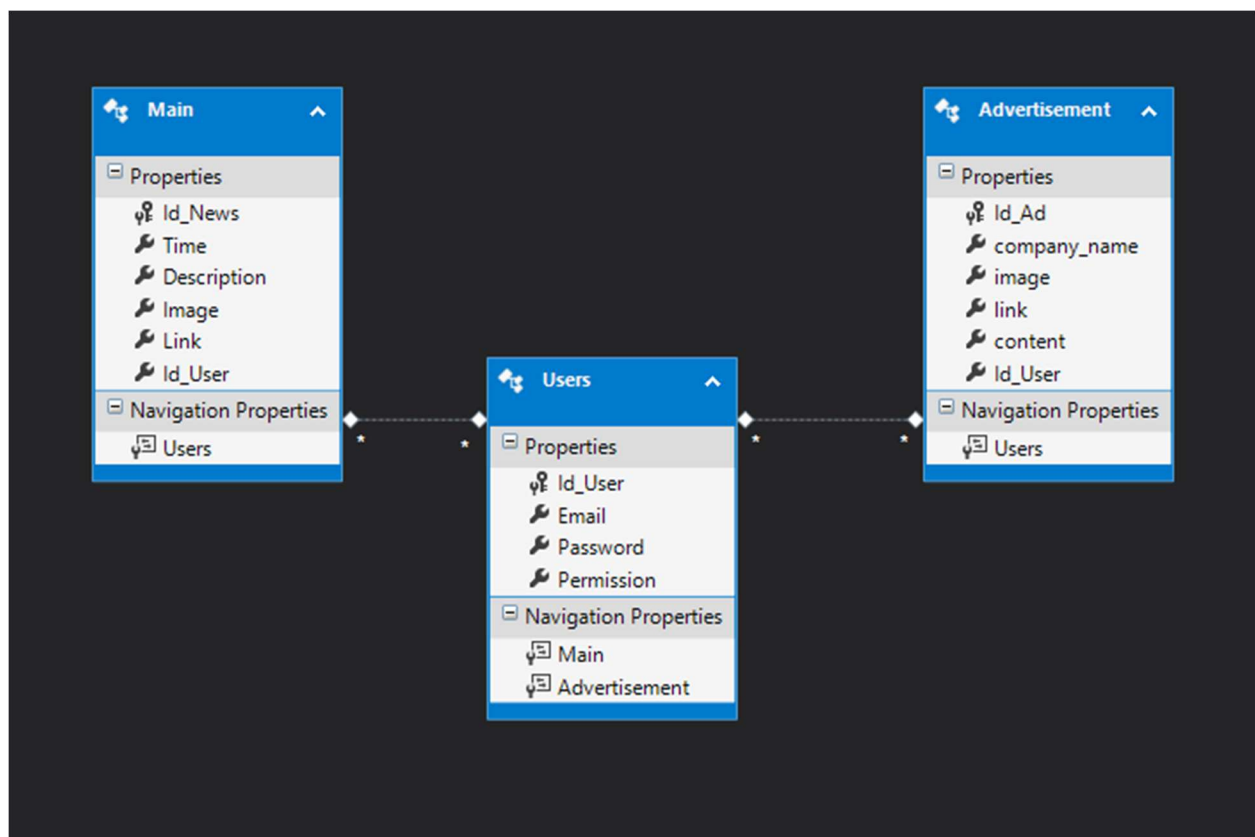 Main
Properties
Id_News
Time
Description
Image
Link
Id_User
Navigation Properties
Users
* *
Users
Properties
Id_User
Email
Password
Permission
Navigation Properties
Main
Advertisement
* *
Advertisement
Properties
Id_Ad
company_name
image
link
content
Id_User
Navigation Properties
Users